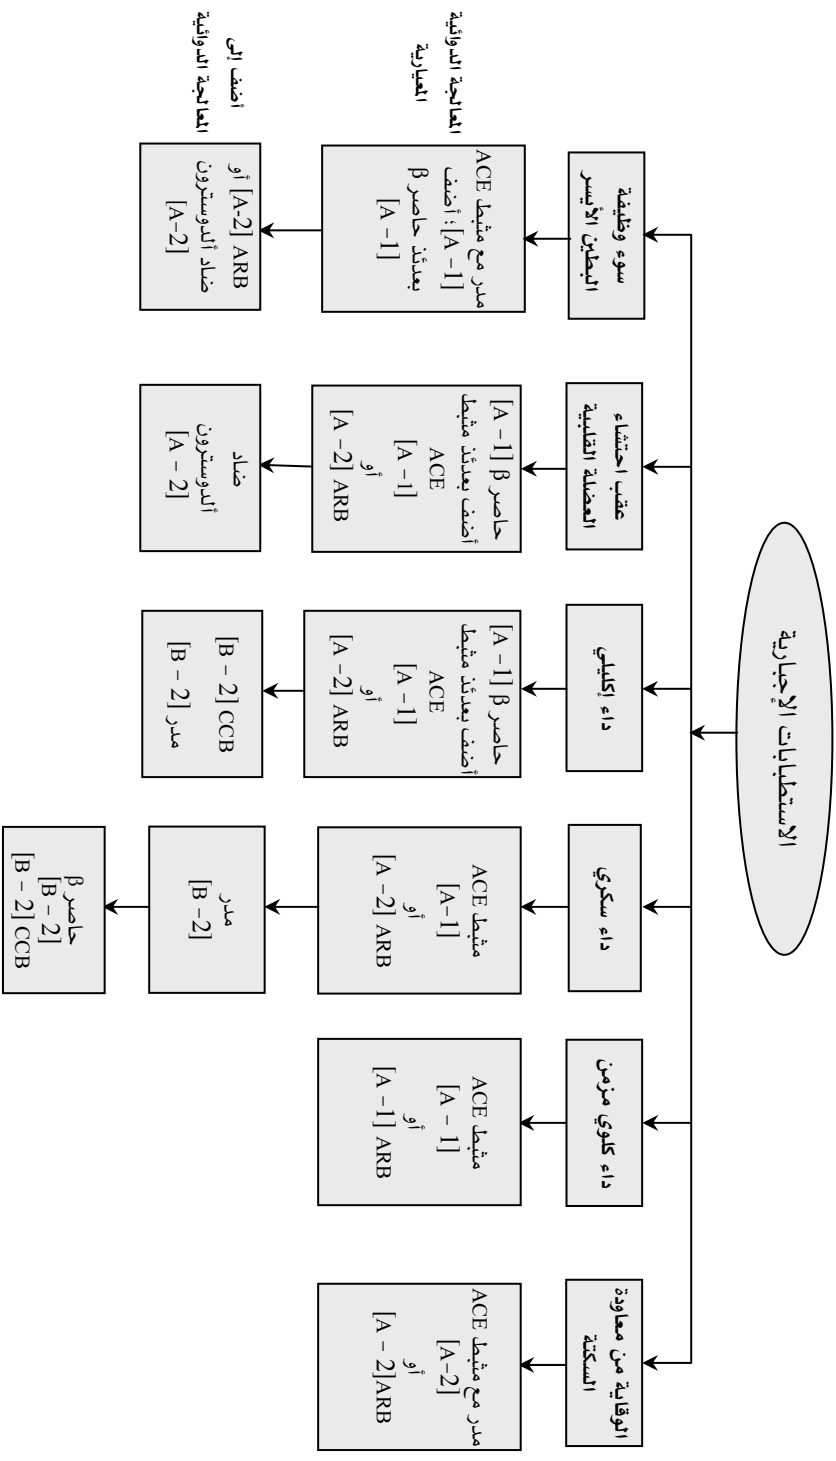 الاستطبابات الإجبارية
سوء وظيفة
البطين الأيسر
عقب احتشاء
العضلة القلبية
داء إكليلي
داء سكري
داء كلوي مزمن
الوقاية من معاودة
السكتة
المعالجة الدوائية
المعيارية
مدر مع مثبط ACE
[A –1]؛ أضف
بعدئذ حاصر β
[A –1]
حاصر β [A –1]
أضف بعدئذ مثبط
ACE
[A –1]
أو
[A –2] ARB
حاصر β [A –1]
أضف بعدئذ مثبط
ACE
[A –1]
أو
[A –2] ARB
مثبط ACE
[A–1]
أو
[A –2] ARB
مثبط ACE
[A – 1]
أو
[A –1] ARB
مدر مع مثبط ACE
[A–2]
أو
[A – 2]ARB
أضف إلى
المعالجة الدوائية
[A-2] ARB أو
ضاد ألدوسترون
[A–2]
ضاد
ألدوسترون
[A – 2]
[B – 2] CCB
مدر [B – 2]
مدر
[B –2]
حاصر β
[B – 2]
[B – 2] CCB